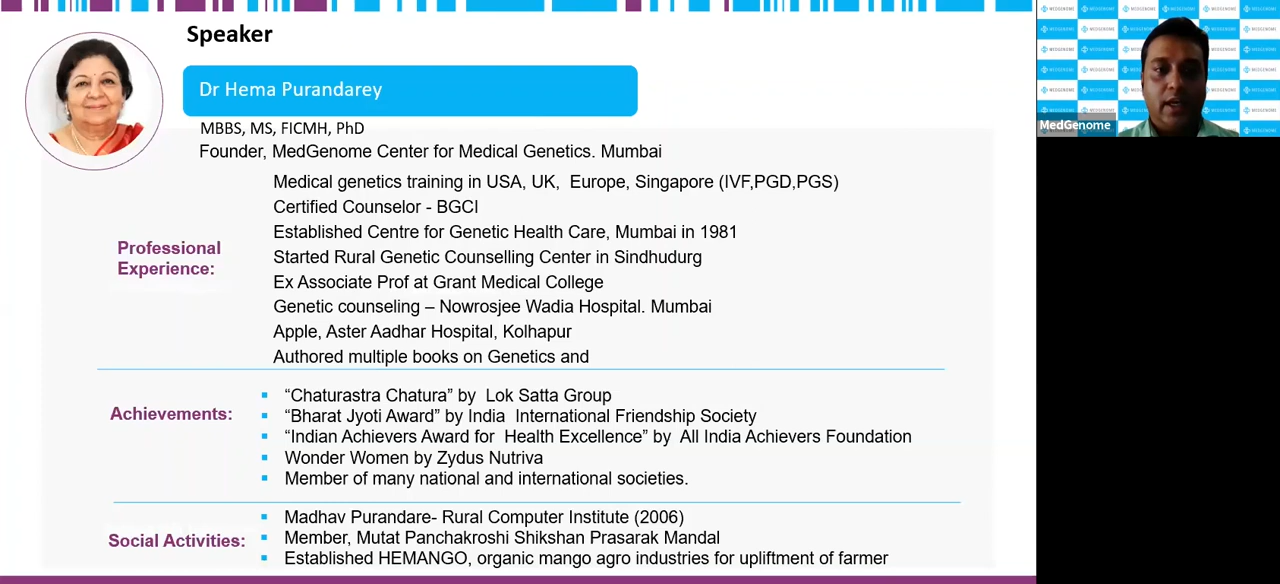 Speaker
Dr Hema Purandarey
MBBS, MS, FICMH, PhD
Founder, MedGenome Center for Medical Genetics. Mumbai
Professional Experience:
Medical genetics training in USA, UK, Europe, Singapore (IVF,PGD,PGS)
Certified Counselor - BGCI
Established Centre for Genetic Health Care, Mumbai in 1981
Started Rural Genetic Counselling Center in Sindhudurg
Ex Associate Prof at Grant Medical College
Genetic counseling – Nowrosjee Wadia Hospital. Mumbai
Apple, Aster Aadhar Hospital, Kolhapur
Authored multiple books on Genetics and
Achievements:
“Chaturastra Chatura” by Lok Satta Group
“Bharat Jyoti Award” by India International Friendship Society
“Indian Achievers Award for Health Excellence” by All India Achievers Foundation
Wonder Women by Zydus Nutriva
Member of many national and international societies.
Social Activities:
Madhav Purandare- Rural Computer Institute (2006)
Member, Mutat Panchakroshi Shikshan Prasarak Mandal
Established HEMANGO, organic mango agro industries for upliftment of farmer
MedGenome